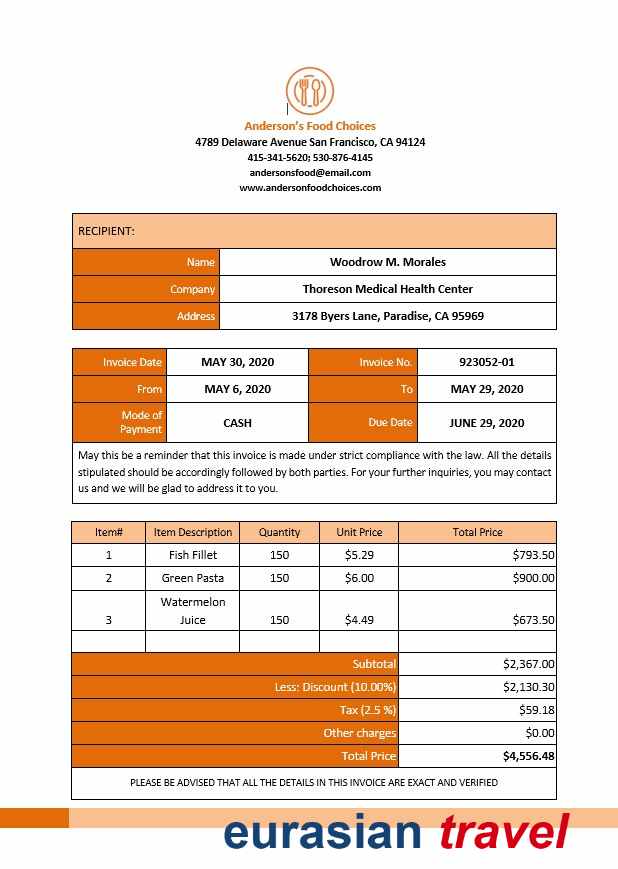 Anderson's Food Choices
4789 Delaware Avenue San Francisco, CA 94124
415-341-5620; 530-876-4145
andersonsfood@email.com
www.andersonfoodchoices.com
RECIPIENT:
Name Woodrow M. Morales
Company Thoreson Medical Health Center
Address 3178 Byers Lane, Paradise, CA 95969
Invoice Date MAY 30, 2020 Invoice No. 923052-01
From MAY 6, 2020 To MAY 29, 2020
Mode of Payment CASH Due Date JUNE 29, 2020
May this be a reminder that this invoice is made under strict compliance with the law. All the details
stipulated should be accordingly followed by both parties. For your further inquiries, you may contact
us and we will be glad to address it to you.
Item# Item Description Quantity Unit Price Total Price
1 Fish Fillet 150 $5.29 $793.50
2 Green Pasta 150 $6.00 $900.00
3 Watermelon Juice 150 $4.49 $673.50
Subtotal $2,367.00
Less: Discount (10.00%) $2,130.30
Tax (2.5 %) $59.18
Other charges $0.00
Total Price $4,556.48
PLEASE BE ADVISED THAT ALL THE DETAILS IN THIS INVOICE ARE EXACT AND VERIFIED
eurasian travel